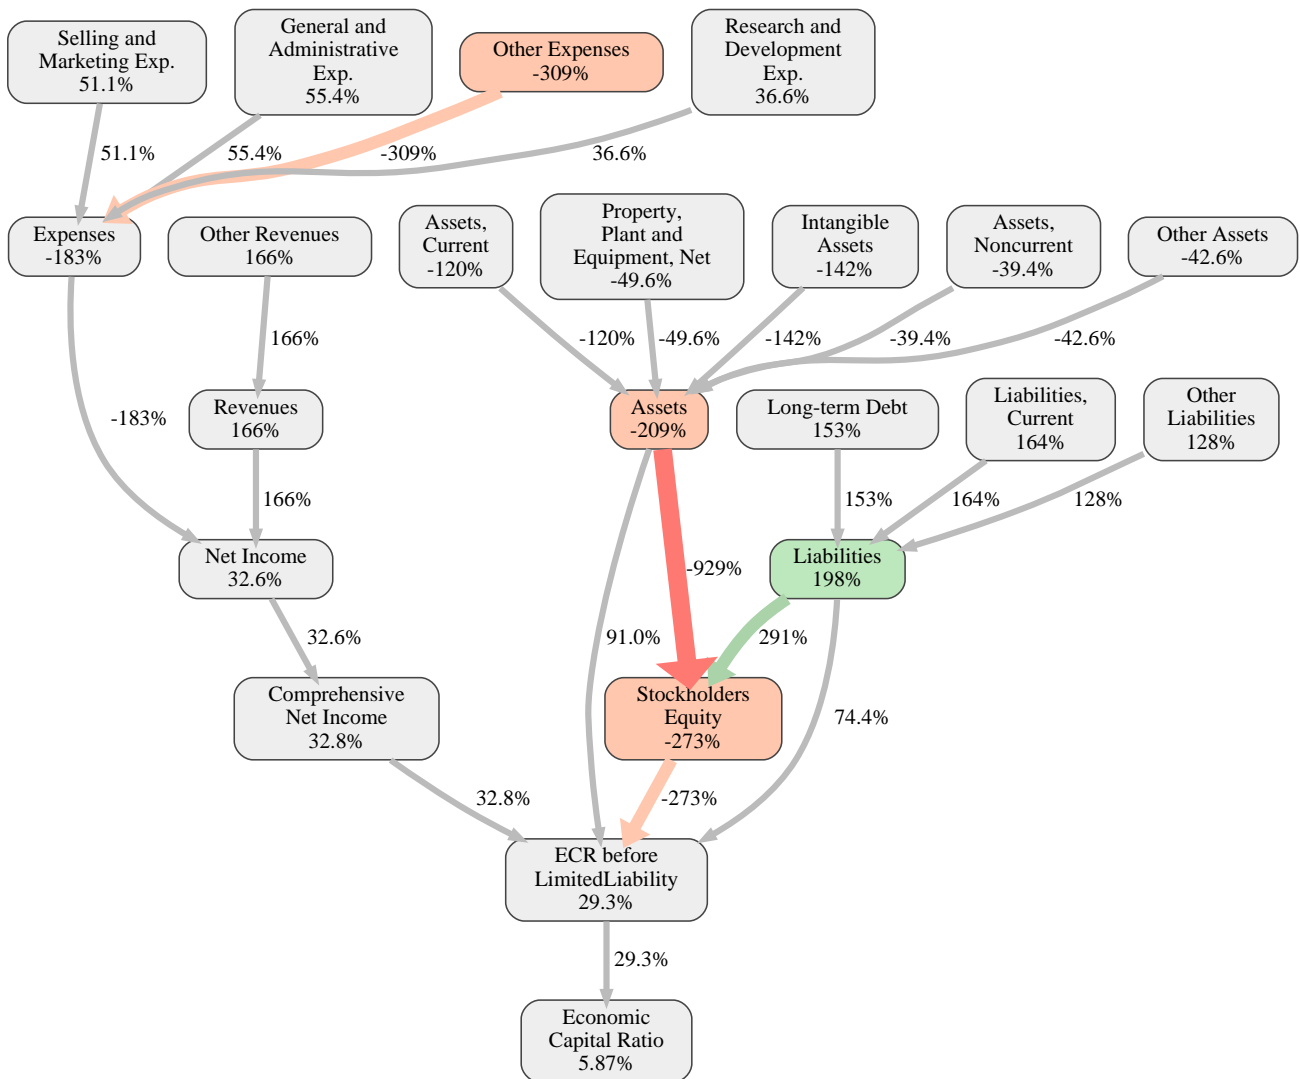 Selling and
Marketing Exp.
51.1%
General and
Administrative
Exp.
55.4%
Other Expenses
-309%
Research and
Development
Exp.
36.6%
51.1%
55.4%
-309%
36.6%
Expenses
-183%
Other Revenues
166%
Assets,
Current
-120%
Property,
Plant and
Equipment, Net
-49.6%
Intangible
Assets
-142%
Assets,
Noncurrent
-39.4%
Other Assets
-42.6%
166%
-120%
-49.6%
-142%
-39.4%
-42.6%
-183%
Revenues
166%
Assets
-209%
Long-term Debt
153%
Liabilities,
Current
164%
Other
Liabilities
128%
166%
153%
164%
128%
Net Income
32.6%
-929%
Liabilities
198%
32.6%
91.0%
291%
Comprehensive
Net Income
32.8%
Stockholders
Equity
-273%
74.4%
32.8%
-273%
ECR before
LimitedLiability
29.3%
29.3%
Economic
Capital Ratio
5.87%